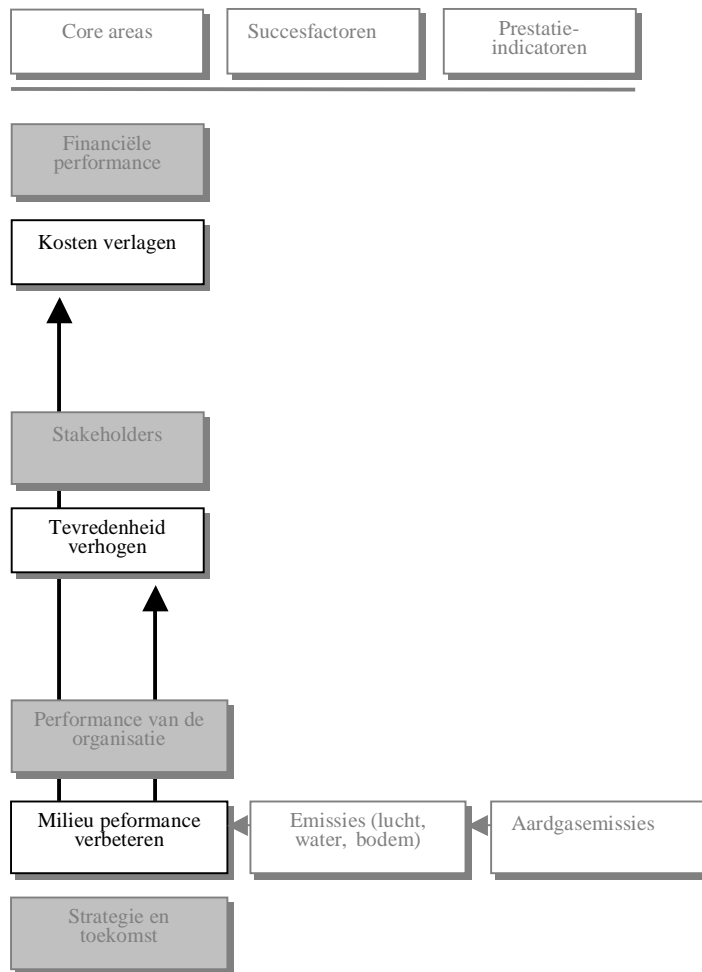 Core areas
Succesfactoren
Prestatie-
indicatoren
Financiële
performance
Kosten verlagen
Stakeholders
Tevredenheid
verhogen
Performance van de
organisatie
Milieu peformance
verbeteren
Emissies (lucht,
water, bodem)
Aardgasemissies
Strategie en
toekomst